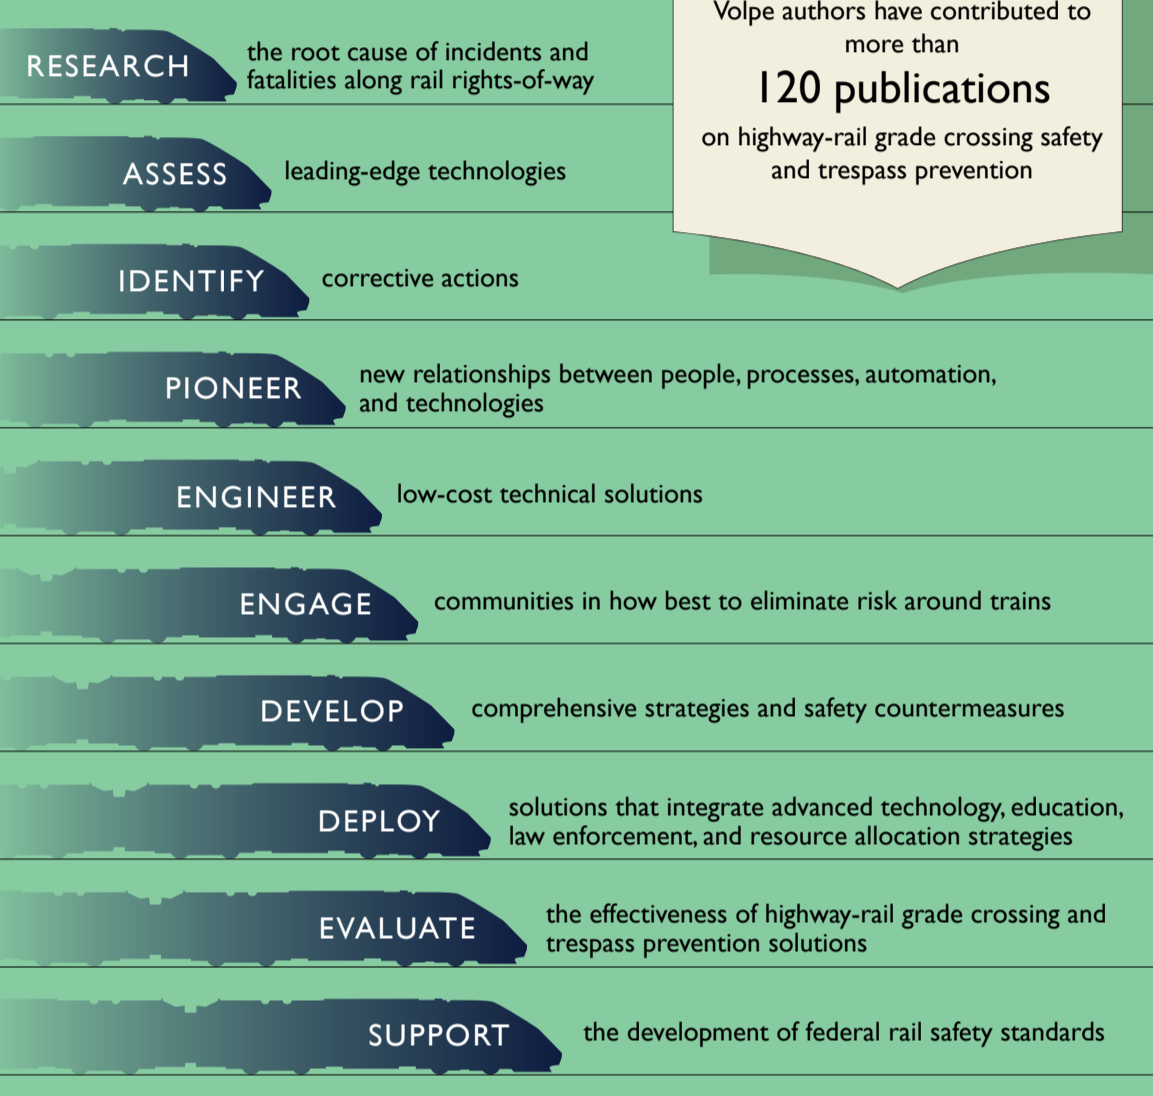 Volpe authors have contributed to
more than
120 publications
on highway-rail grade crossing safety
and trespass prevention
RESEARCH
the root cause of incidents and
fatalities along rail rights-of-way
ASSESS
leading-edge technologies
IDENTIFY
corrective actions
PIONEER
new relationships between people, processes, automation,
and technologies
ENGINEER
low-cost technical solutions
ENGAGE
communities in how best to eliminate risk around trains
DEVELOP
comprehensive strategies and safety countermeasures
DEPLOY
solutions that integrate advanced technology, education,
law enforcement, and resource allocation strategies
EVALUATE
the effectiveness of highway-rail grade crossing and
trespass prevention solutions
SUPPORT
the development of federal rail safety standards